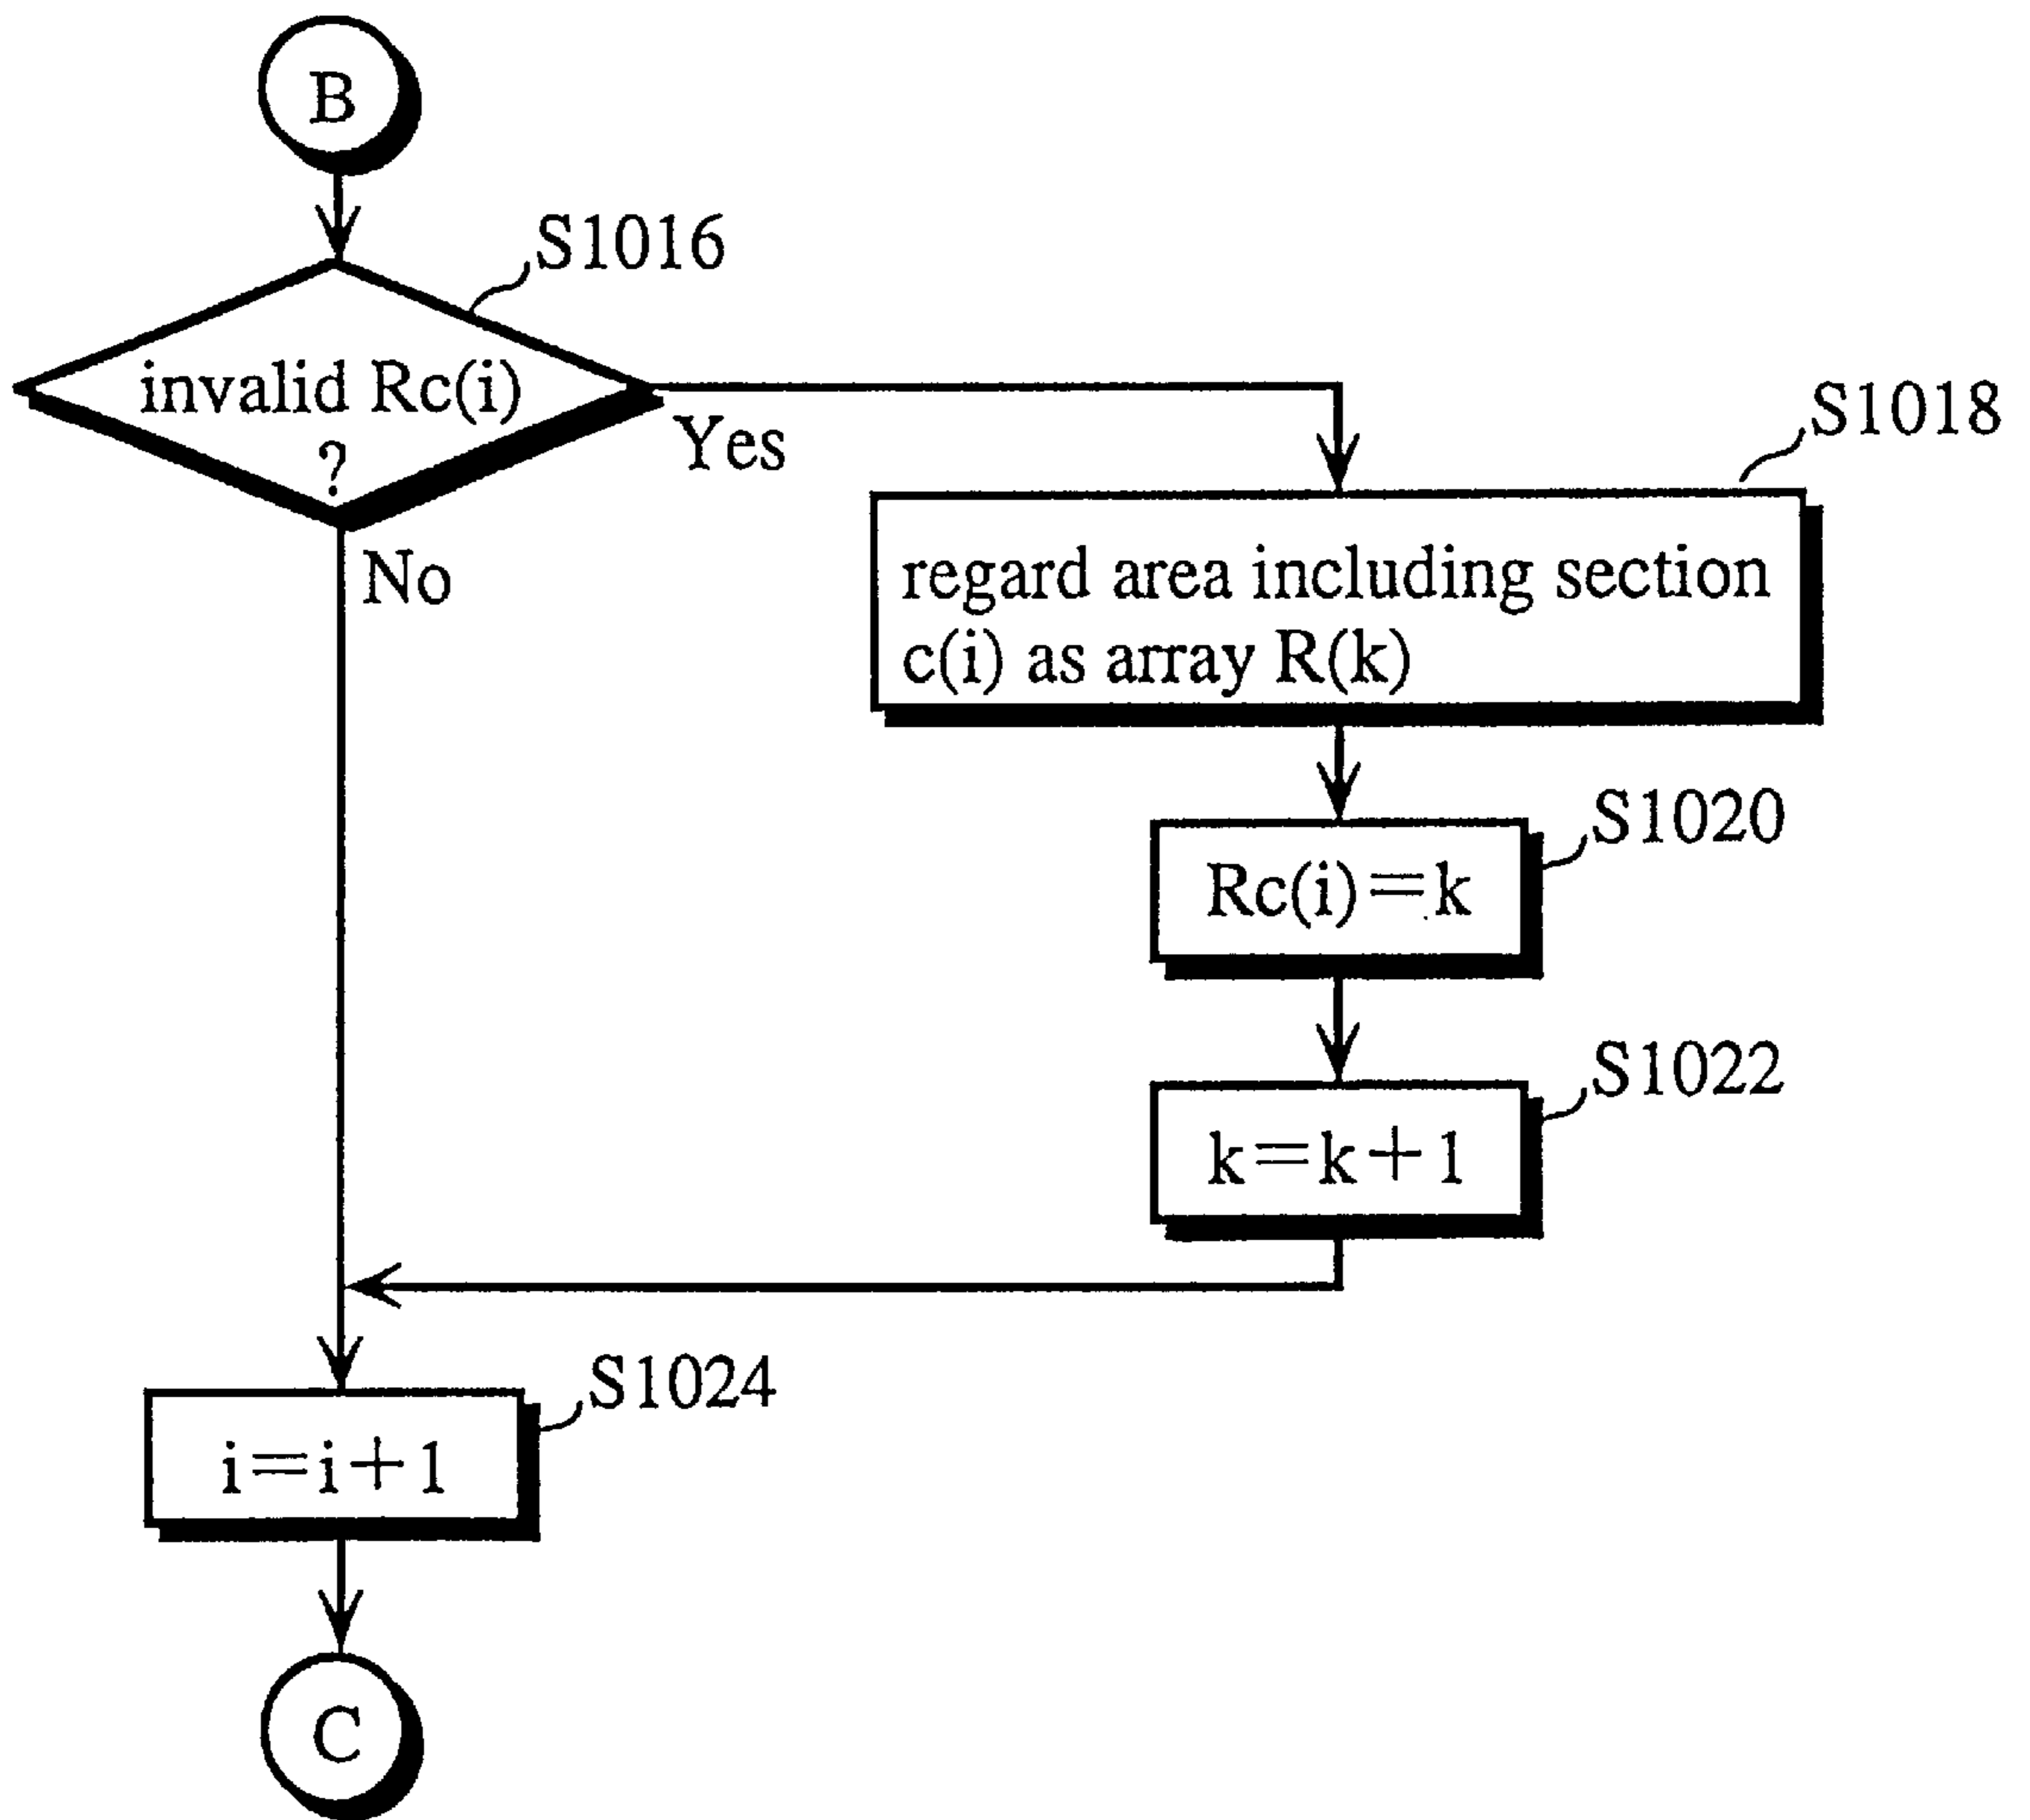 B
S1016
invalid Rc(i)
?
Yes
No
S1018
regard area including section
c(i) as array R(k)
S1020
Rc(i)=k
S1022
k=k+1
S1024
i=i+1
C